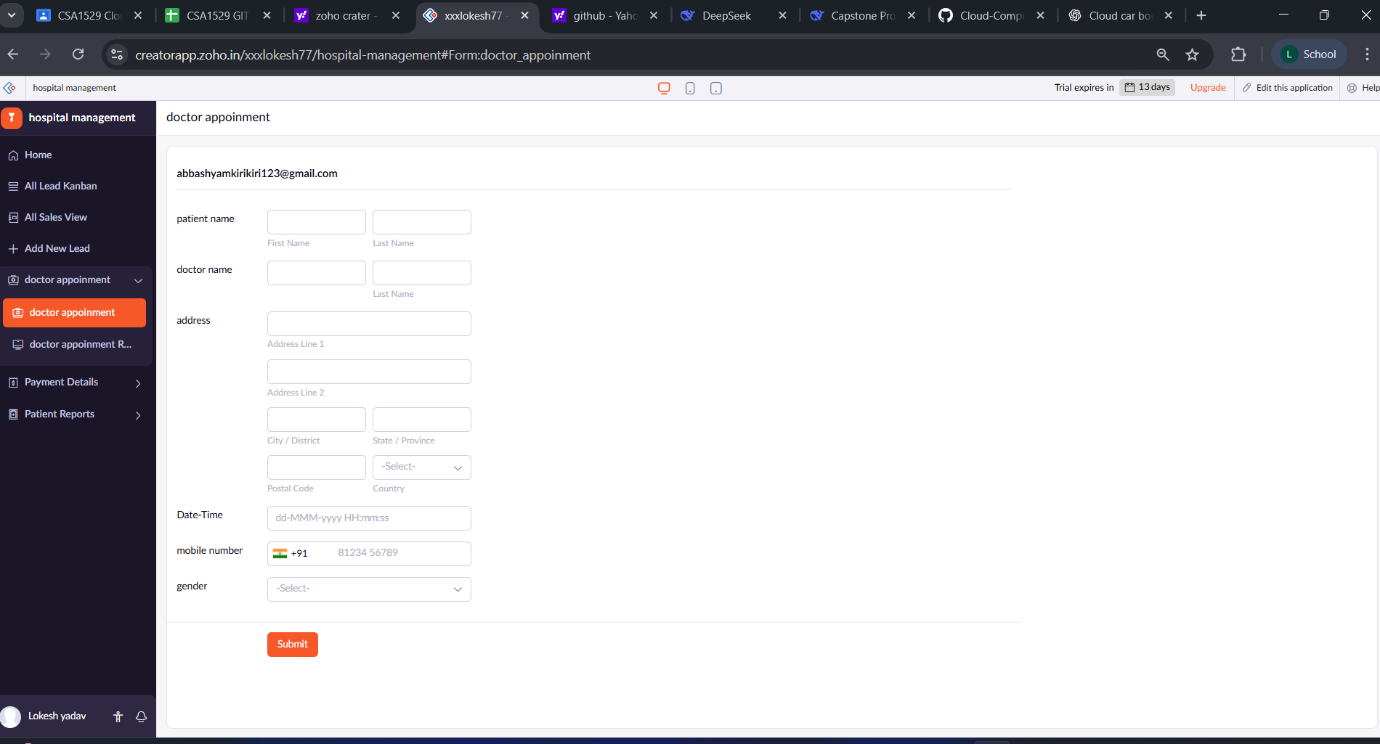 CSA1529 Clo
CSA1529 GIT
zoho crater -
xxxlokesh77 -
github - Yaho
DeepSeek
Capstone Pro
Cloud-Comp
Cloud car bo
creatorapp.zoho.in/xxxlokesh77/hospital-management#Form:doctor_appoinment
L School
hospital management
Trial expires in 13 days Upgrade Edit this application Help
hospital management
doctor appoinment
Home
All Lead Kanban
All Sales View
Add New Lead
doctor appoinment
doctor appoinment
doctor appoinment R...
Payment Details
Patient Reports
Lokesh yadav
abbashyamkirikiri123@gmail.com
patient name
First Name Last Name
doctor name
Last Name
address
Address Line 1
Address Line 2
City / District State / Province
-Select-
Postal Code Country
Date-Time dd-MMM-yyyy HH:mm:ss
mobile number +91 81234 56789
gender -Select-
Submit